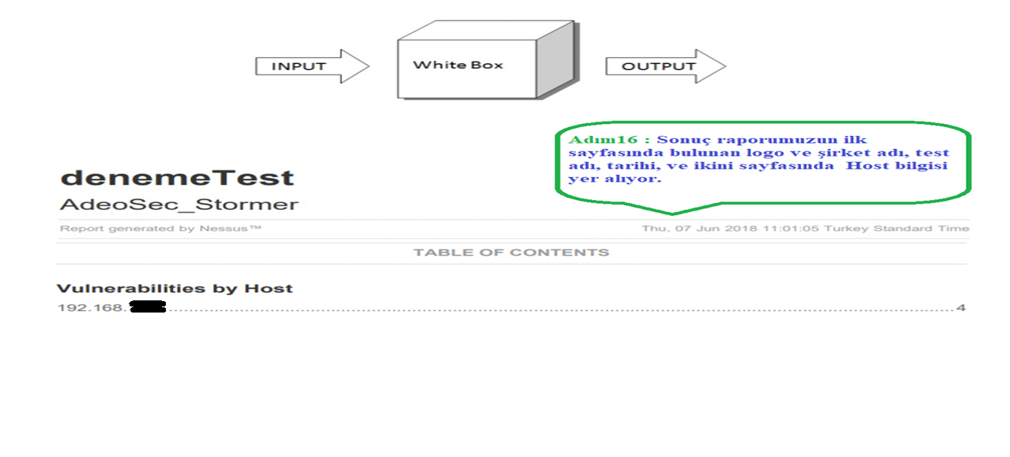 INPUT
White Box
OUTPUT
Adım16 : Sonuç raporumuzun ilk
sayfasında bulunan logo ve şirket adı, test
adı, tarihi, ve ikini sayfasında Host bilgisi
yer alıyor.
denemeTest
AdeoSec_Stormer
Report generated by Nessus™
Thu, 07 Jun 2018 11:01:05 Turkey Standard Time
TABLE OF CONTENTS
Vulnerabilities by Host
192.168. 4